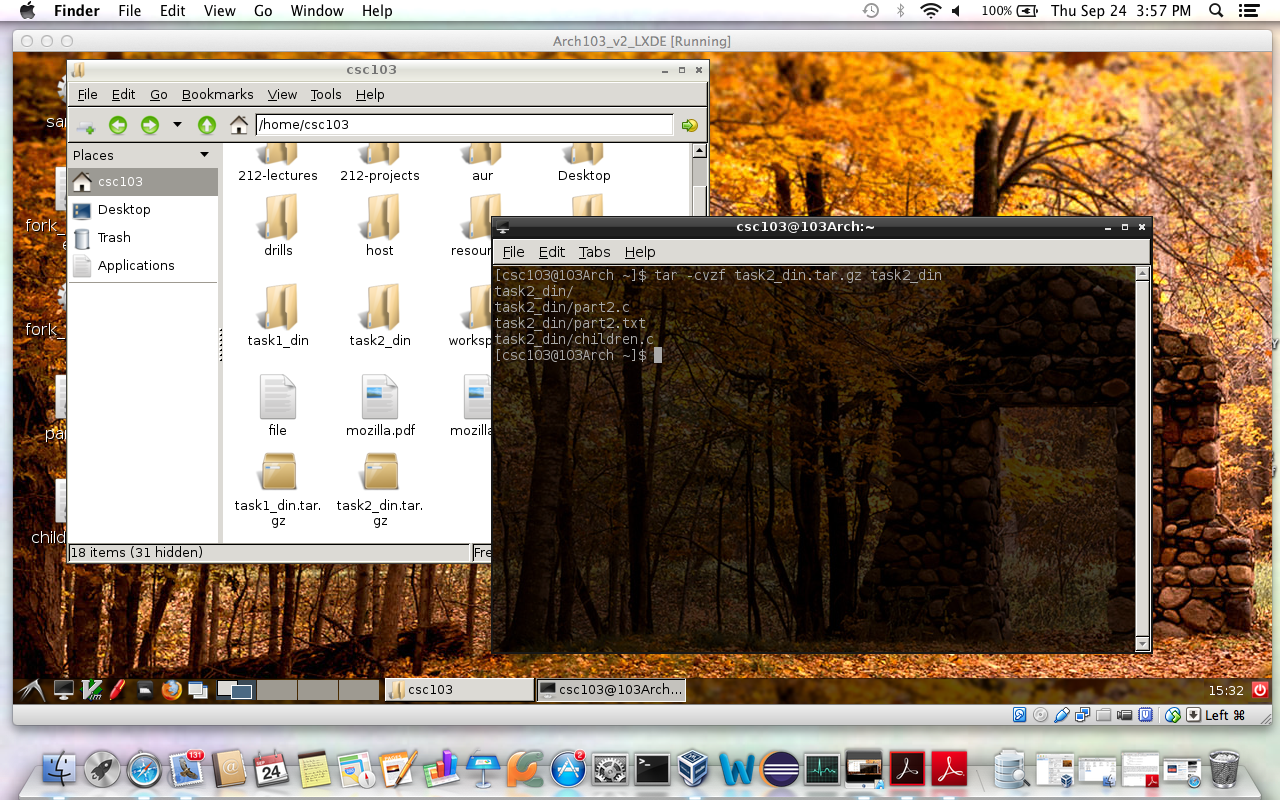 Finder File Edit View Go Window Help 100% Thu Sep 24 3:57 PM
Arch103_v2_LXDE [Running]
csc103
File Edit Go Bookmarks View Tools Help
/home/csc103
Places
csc103
Desktop
Trash
Applications
212-lectures 212-projects aur Desktop
drills host resour
task1_din task2_din worksp
file mozilla.pdf mozilla
task1_din.tar.
gz
task2_din.tar.
gz
18 items (31 hidden) Fre
sa
fork_
fork_
pa
child
csc103@103Arch:~
File Edit Tabs Help
[csc103@103Arch ~]$ tar -cvzf task2_din.tar.gz task2_din
task2_din/
task2_din/part2.c
task2_din/part2.txt
task2_din/children.c
[csc103@103Arch ~]$
csc103 csc103@103Arch... 15:32
Left ⌘
131 SEP 24 2